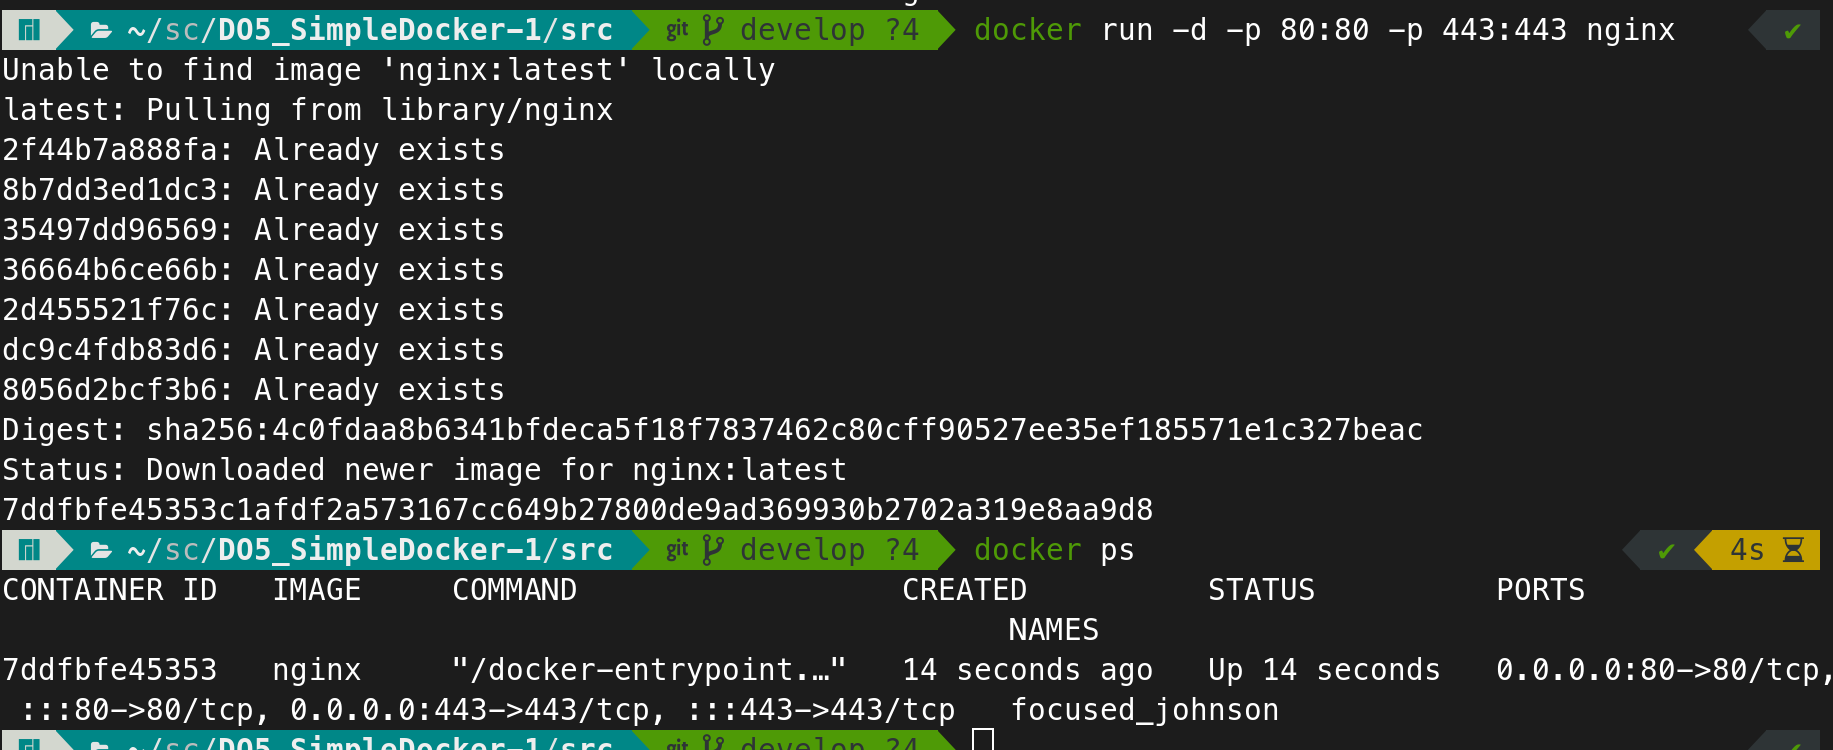 ~/sc/DO5_SimpleDocker-1/src git develop ?4 docker run -d -p 80:80 -p 443:443 nginx ✔
Unable to find image 'nginx:latest' locally
latest: Pulling from library/nginx
2f44b7a888fa: Already exists
8b7dd3ed1dc3: Already exists
35497dd96569: Already exists
36664b6ce66b: Already exists
2d455521f76c: Already exists
dc9c4fdb83d6: Already exists
8056d2bcf3b6: Already exists
Digest: sha256:4c0fdaa8b6341bfdeca5f18f7837462c80cff90527ee35ef185571e1c327beac
Status: Downloaded newer image for nginx:latest
7ddfbfe45353c1afdf2a573167cc649b27800de9ad369930b2702a319e8aa9d8
~/sc/DO5_SimpleDocker-1/src git develop ?4 docker ps ✔ 4s
CONTAINER ID IMAGE COMMAND CREATED STATUS PORTS
NAMES
7ddfbfe45353 nginx "/docker-entrypoint.…" 14 seconds ago Up 14 seconds 0.0.0.0:80->80/tcp,
:::80->80/tcp, 0.0.0.0:443->443/tcp, :::443->443/tcp focused_johnson
~/sc/DO5_SimpleDocker-1/src git develop ?4 ✔